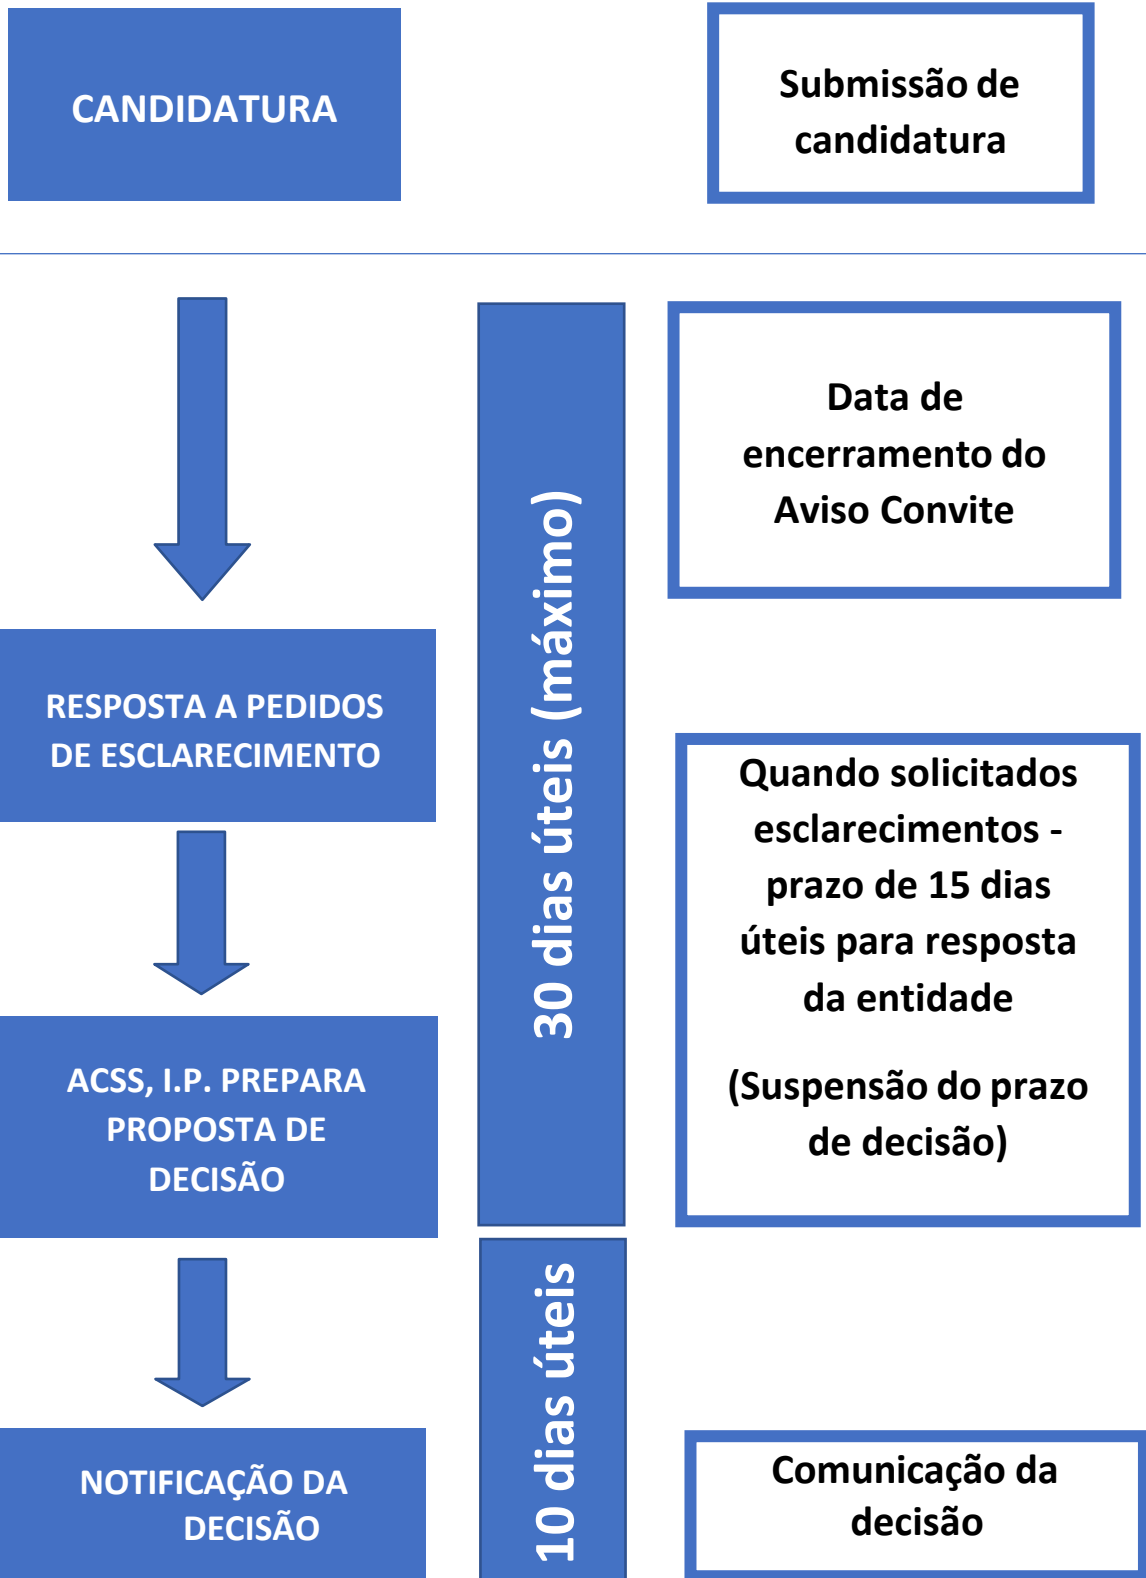 CANDIDATURA
Submissão de
candidatura
Data de
encerramento do
Aviso Convite
30 dias úteis (máximo)
RESPOSTA A PEDIDOS
DE ESCLARECIMENTO
Quando solicitados
esclarecimentos -
prazo de 15 dias
úteis para resposta
da entidade
(Suspensão do prazo
de decisão)
ACSS, I.P. PREPARA
PROPOSTA DE
DECISÃO
10 dias úteis
NOTIFICAÇÃO DA
DECISÃO
Comunicação da
decisão